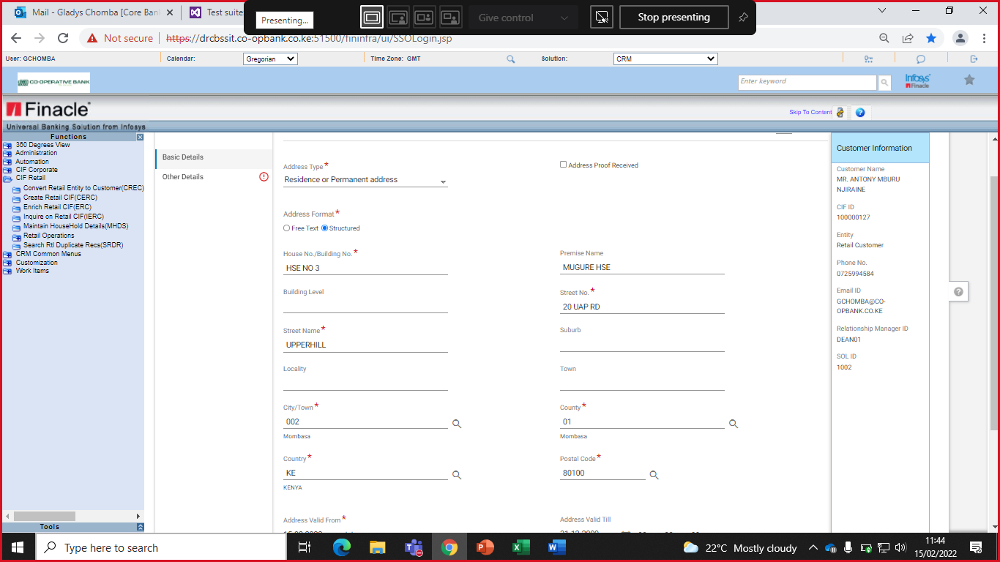 Mail - Gladys Chomba [Core Ban
Test suite
Presenting...
Give control
Stop presenting
Not secure
https://drcbssit.co-opbank.co.ke:51500/fininfra/ui/SSOLogin.jsp
User: GCHOMBA
Calendar:
Gregorian
Time Zone: GMT
Solution:
CRM
CO-OPERATIVE BANK
Enter keyword
Infosys
Finacle
Finacle
Skip To Content
Universal Banking Solution from Infosys
Functions
360 Degrees View
Administration
Automation
CIF Corporate
CIF Retail
Convert Retail Entity to Customer(CREC)
Create Retail CIF(CERC)
Enrich Retail CIF(ERC)
Inquire on Retail CIF(IERC)
Maintain HouseHold Details(MHDS)
Retail Operations
Search Rtl Duplicate Recs(SRDR)
CRM Common Menus
Customization
Work Items
Tools
Basic Details
Other Details
Address Type*
Residence or Permanent address
Address Proof Received
Address Format*
Free Text
Structured
House No./Building No.*
HSE NO 3
Premise Name
MUGURE HSE
Building Level
Street No.*
20 UAP RD
Street Name*
UPPERHILL
Suburb
Locality
Town
City/Town*
002
Mombasa
County*
01
Mombasa
Country*
KE
KENYA
Postal Code*
80100
Address Valid From*
Address Valid Till
Customer Information
Customer Name
MR. ANTONY MBURU
NJIRAINE
CIF ID
100000127
Entity
Retail Customer
Phone No.
0725994584
Email ID
GCHOMBA@CO-
OPBANK.CO.KE
Relationship Manager ID
DEAN01
SOL ID
1002
Type here to search
22°C Mostly cloudy
11:44
15/02/2022